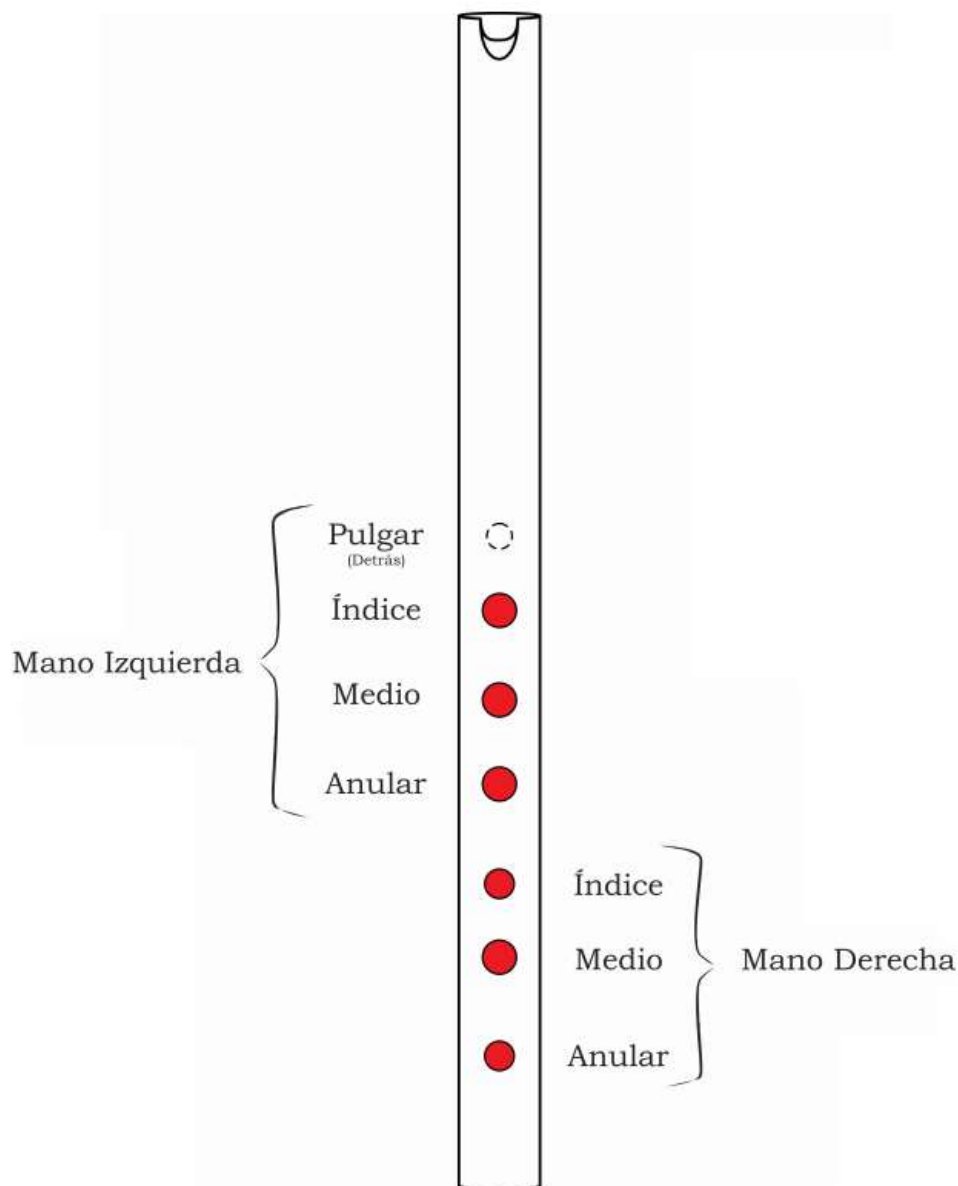 Pulgar
(Detrás)
Índice
Mano Izquierda
Medio
Anular
Índice
Medio
Mano Derecha
Anular